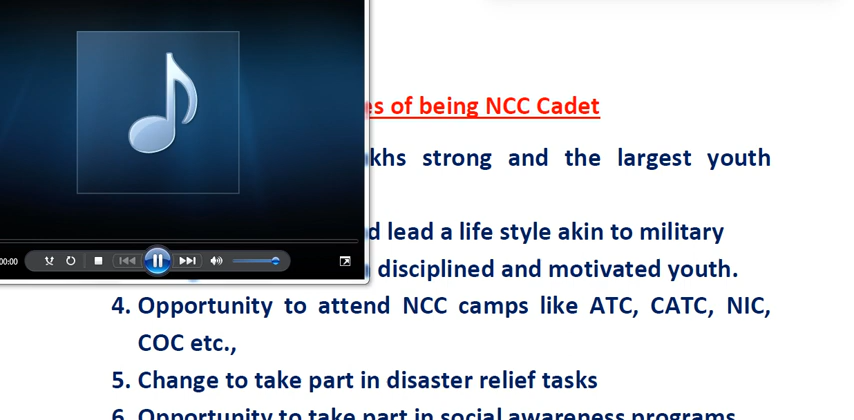 es of being NCC Cadet
khs strong and the largest youth
d lead a life style akin to military
disciplined and motivated youth.
00:00
4. Opportunity to attend NCC camps like ATC, CATC, NIC,
COC etc.,
5. Change to take part in disaster relief tasks
6. Opportunity to take part in social awareness programs